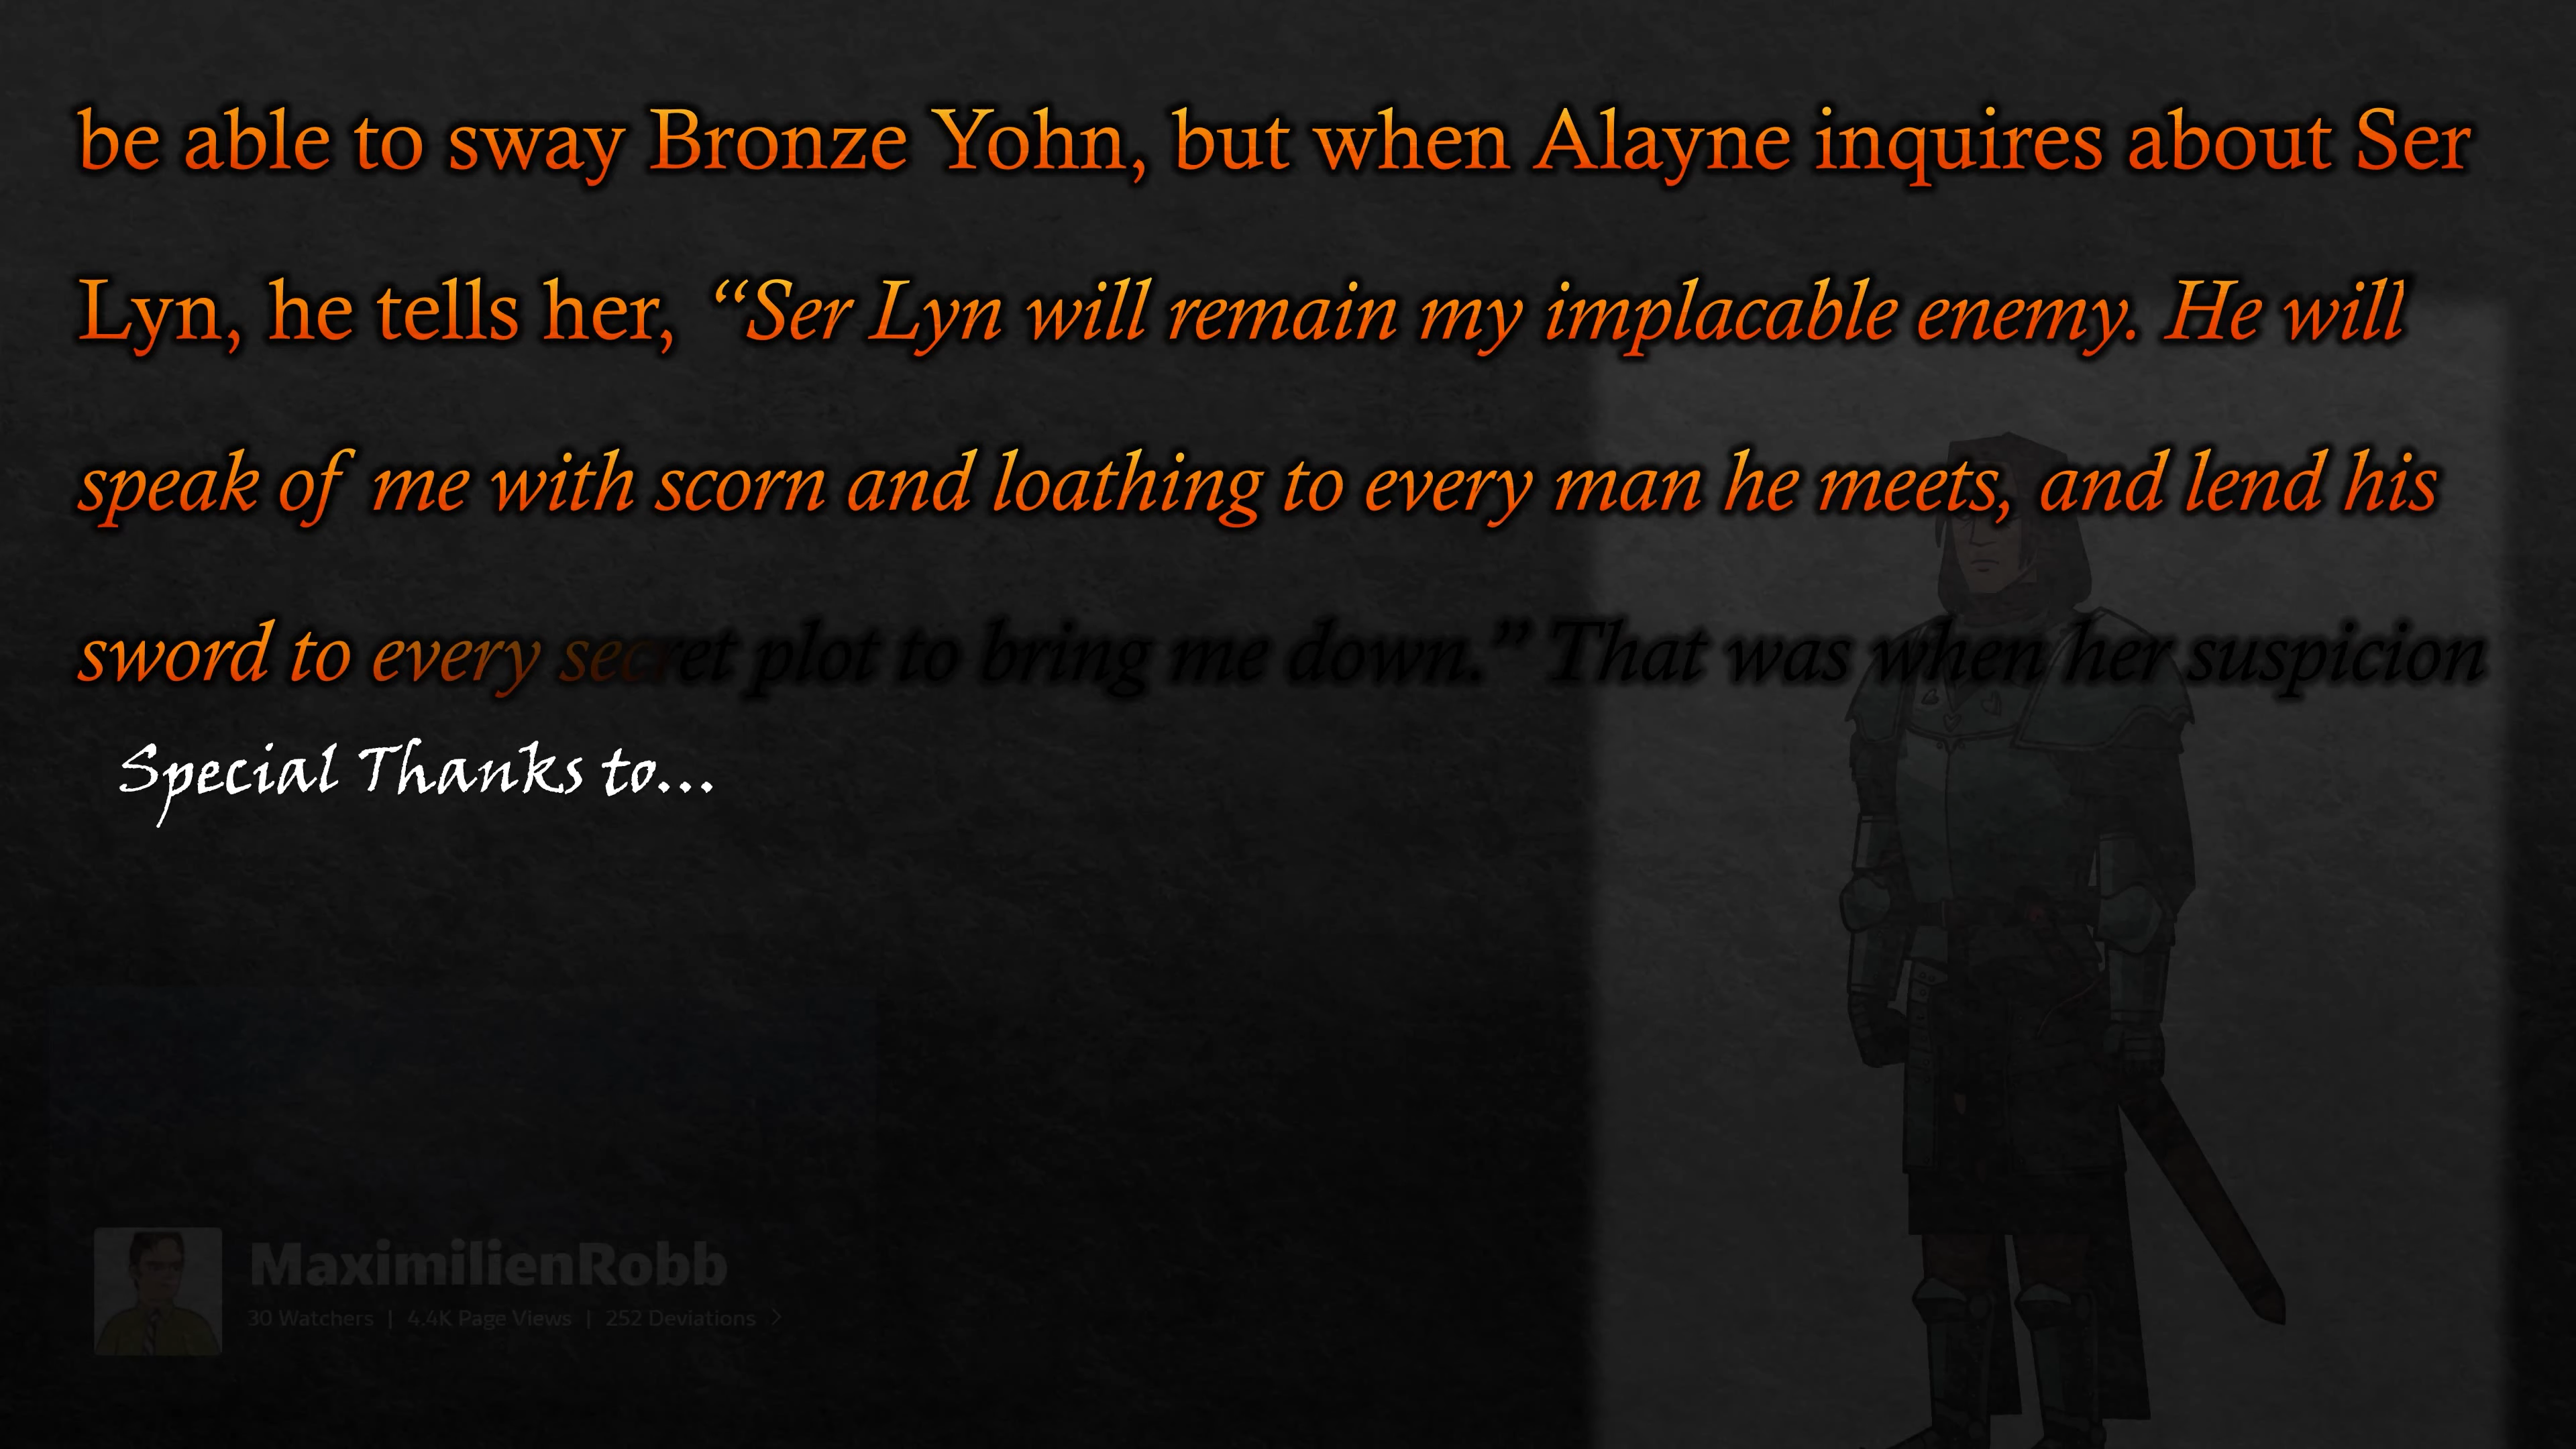 be able to sway Bronze Yohn, but when Alayne inquires about Ser
Lyn, he tells her, “Ser Lyn will remain my implacable enemy. He will
speak of me with scorn and loathing to every man he meets, and lend his
sword to every secret plot to bring me down.” That was when her suspicion
Special Thanks to...
MaximilienRobb
30 Watchers | 4.4K Page Views | 252 Deviations >